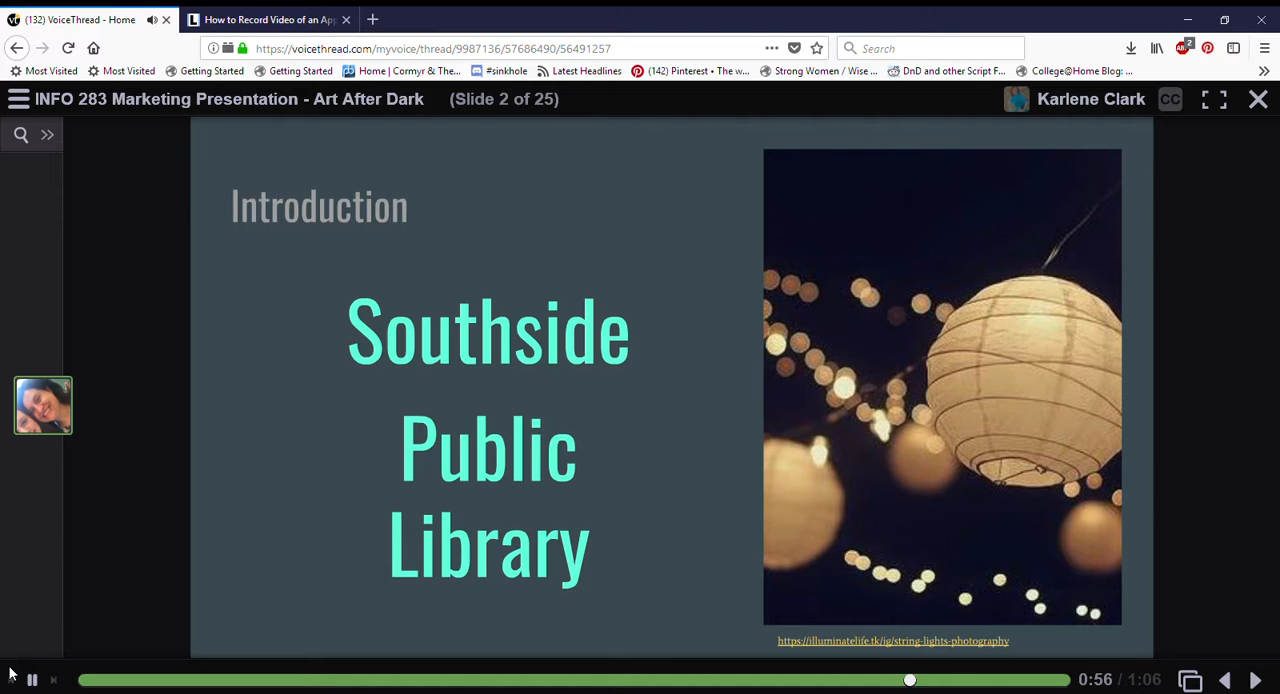 (132) VoiceThread - Home
How to Record Video of an App
https://voicethread.com/myvoice/thread/9987136/57686490/56491257
Search
2
Most Visited
Most Visited
Getting Started
Getting Started
Home | Cormyr & The...
#sinkhole
Latest Headlines
(142) Pinterest • The w...
Strong Women / Wise ...
DnD and other Script F...
College@Home Blog: ...
INFO 283 Marketing Presentation - Art After Dark (Slide 2 of 25)
Karlene Clark
CC
Introduction
Southside
Public
Library
https://illuminatelife.tk/ig/string-lights-photography
0:56 / 1:06